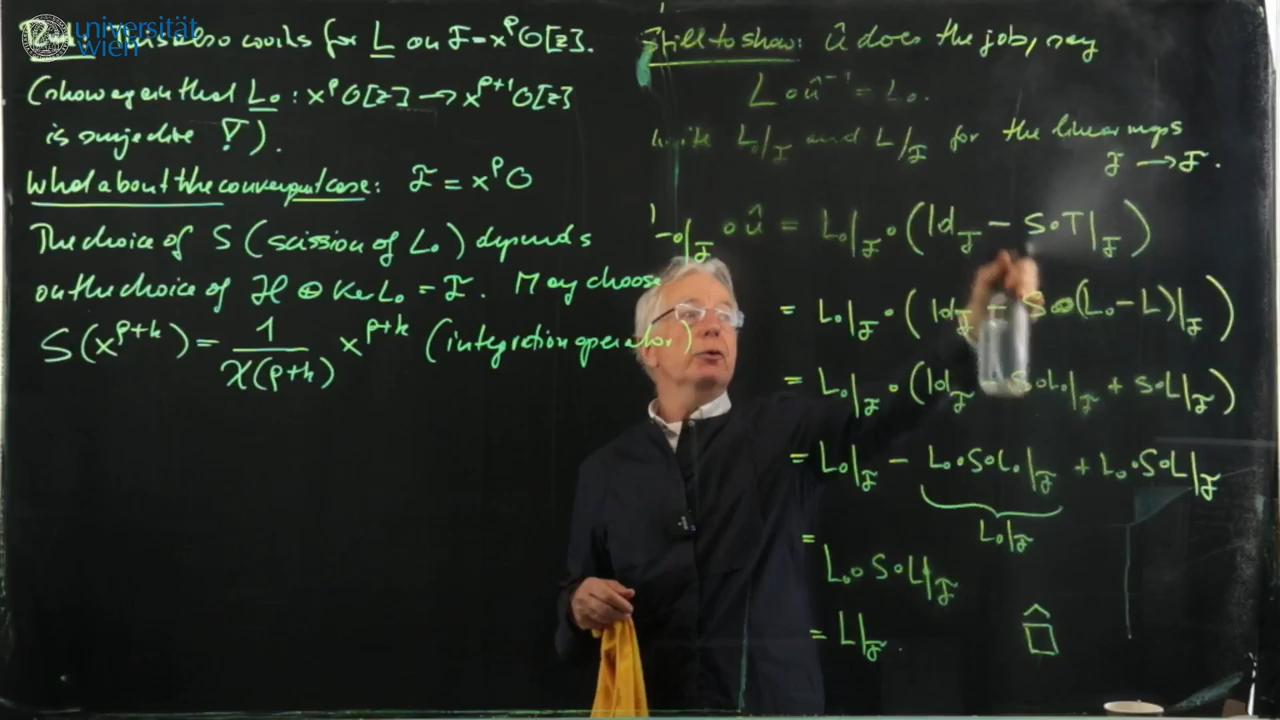 universität
wien
This also works for L on F = x^ρ O[z].
(show again that L₀ : x^ρ O[z] → x^{ρ+1} O[z]
is surjective ∇!).
What about the convergent case: F = x^ρ O
The choice of S (scission of L₀) depends
on the choice of H ⊕ Ker L₀ = F. May choose
S(x^{ρ+k}) = 1/χ(ρ+k) x^{ρ+k} (integration operator)
Still to show: û does the job, say
L∘û⁻¹ = L₀.
write L₀|_F and L|_F for the linear maps
F → F.
L₀|_F ∘ û = L₀|_F ∘ (Id_F − S∘T|_F)
= L₀|_F ∘ (Id_F − S∘(L₀ − L)|_F)
= L₀|_F ∘ (Id_F − S∘L₀|_F + S∘L|_F)
= L₀|_F − L₀∘S∘L₀|_F + L₀∘S∘L|_F
L₀|_F
= L₀∘S∘L|_F
= L|_F.